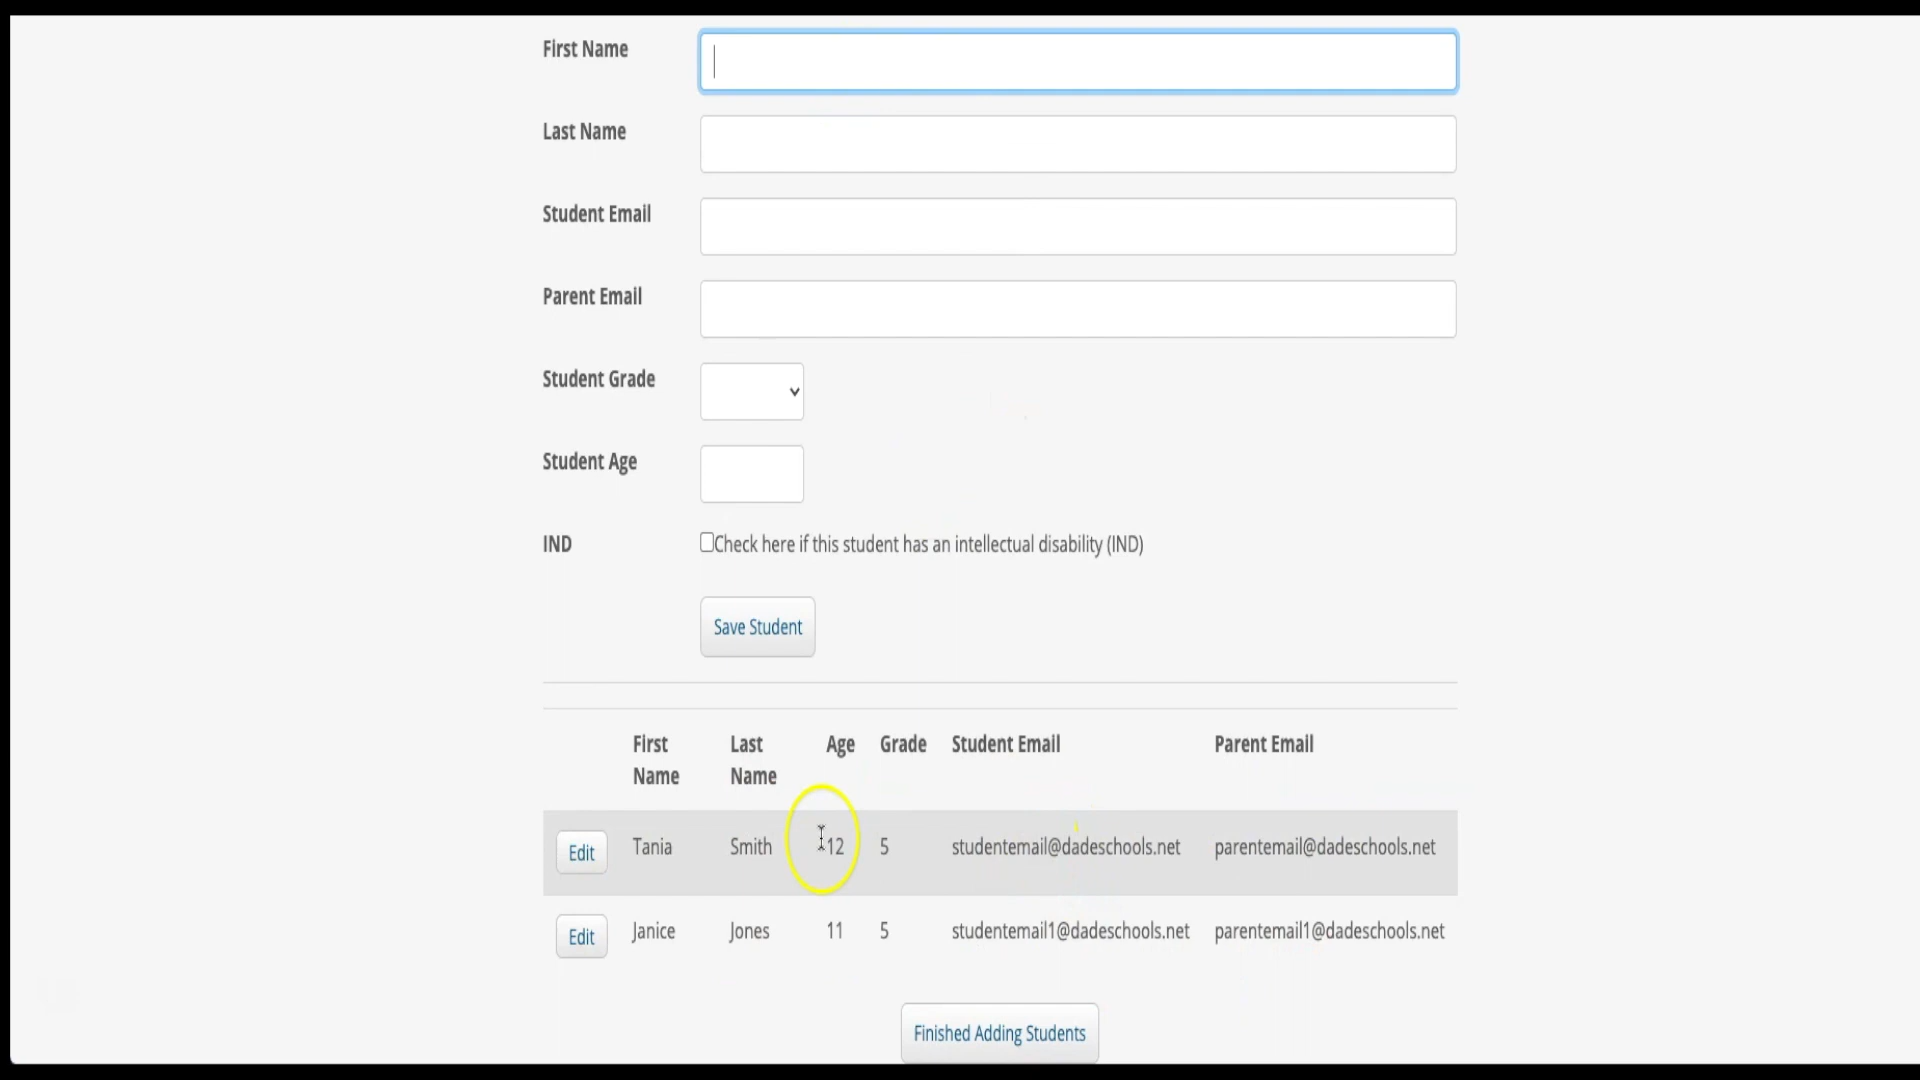 First Name
Last Name
Student Email
Parent Email
Student Grade
Student Age
IND Check here if this student has an intellectual disability (IND)
Save Student
First Name Last Name Age Grade Student Email Parent Email
Edit Tania Smith 12 5 studentemail@dadeschools.net parentemail@dadeschools.net
Edit Janice Jones 11 5 studentemail1@dadeschools.net parentemail1@dadeschools.net
Finished Adding Students